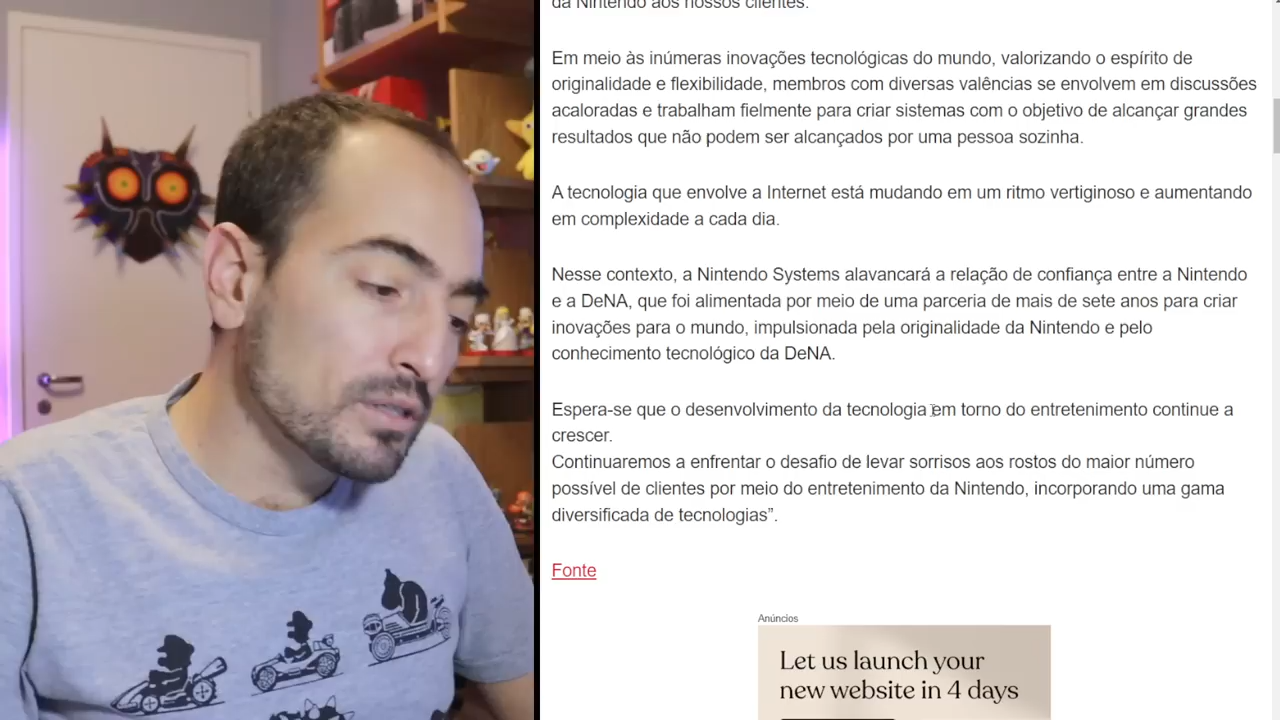 da Nintendo aos nossos clientes.
Em meio às inúmeras inovações tecnológicas do mundo, valorizando o espírito de
originalidade e flexibilidade, membros com diversas valências se envolvem em discussões
acaloradas e trabalham fielmente para criar sistemas com o objetivo de alcançar grandes
resultados que não podem ser alcançados por uma pessoa sozinha.
A tecnologia que envolve a Internet está mudando em um ritmo vertiginoso e aumentando
em complexidade a cada dia.
Nesse contexto, a Nintendo Systems alavancará a relação de confiança entre a Nintendo
e a DeNA, que foi alimentada por meio de uma parceria de mais de sete anos para criar
inovações para o mundo, impulsionada pela originalidade da Nintendo e pelo
conhecimento tecnológico da DeNA.
Espera-se que o desenvolvimento da tecnologia em torno do entretenimento continue a
crescer.
Continuaremos a enfrentar o desafio de levar sorrisos aos rostos do maior número
possível de clientes por meio do entretenimento da Nintendo, incorporando uma gama
diversificada de tecnologias”.
Fonte
Anúncios
Let us launch your
new website in 4 days